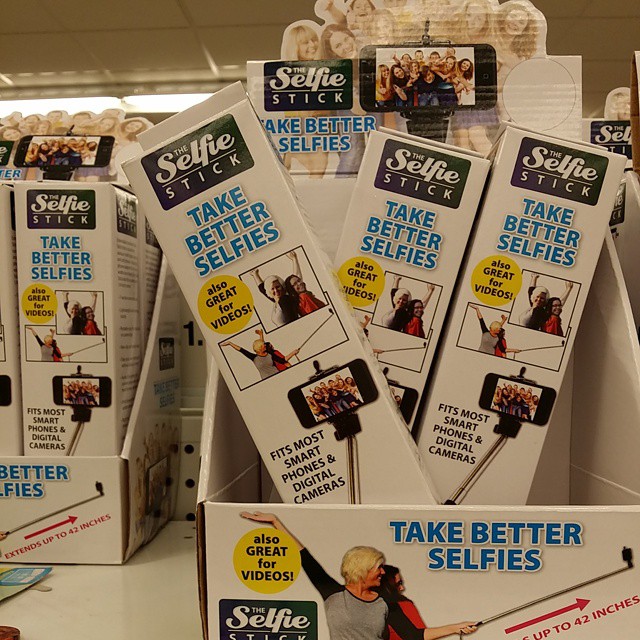 THE
Selfie
STICK
TAKE BETTER
SELFIES
THE
Selfie
STICK
TAKE
BETTER
SELFIES
also
GREAT
for
VIDEOS!
FITS MOST
SMART
PHONES &
DIGITAL
CAMERAS
BETTER
EXTENDS UP TO 42 INCHES
THE
Selfie
STICK
TAKE
BETTER
SELFIES
also
GREAT
for
VIDEOS!
FITS MOST
SMART
PHONES &
DIGITAL
CAMERAS
THE
Selfie
STICK
TAKE
BETTER
SELFIES
also
GREAT
for
VIDEOS!
THE
Selfie
STICK
TAKE
BETTER
SELFIES
also
GREAT
for
VIDEOS!
FITS MOST
SMART
PHONES &
DIGITAL
CAMERAS
TAKE BETTER
SELFIES
also
GREAT
for
VIDEOS!
THE
Selfie
STICK
UP TO 42 INCHES